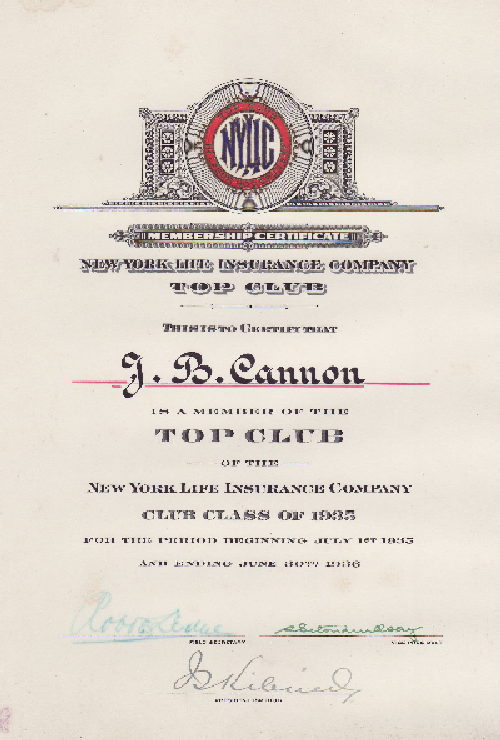 NYLIC
MEMBERSHIP CERTIFICATE
NEW YORK LIFE INSURANCE COMPANY
TOP CLUB
THIS IS TO CERTIFY THAT
J. B. Cannon
IS A MEMBER OF THE
TOP CLUB
OF THE
NEW YORK LIFE INSURANCE COMPANY
CLUB CLASS OF 1935
FOR THE PERIOD BEGINNING JULY 1ST 1935
AND ENDING JUNE 30TH 1936
FIELD SECRETARY